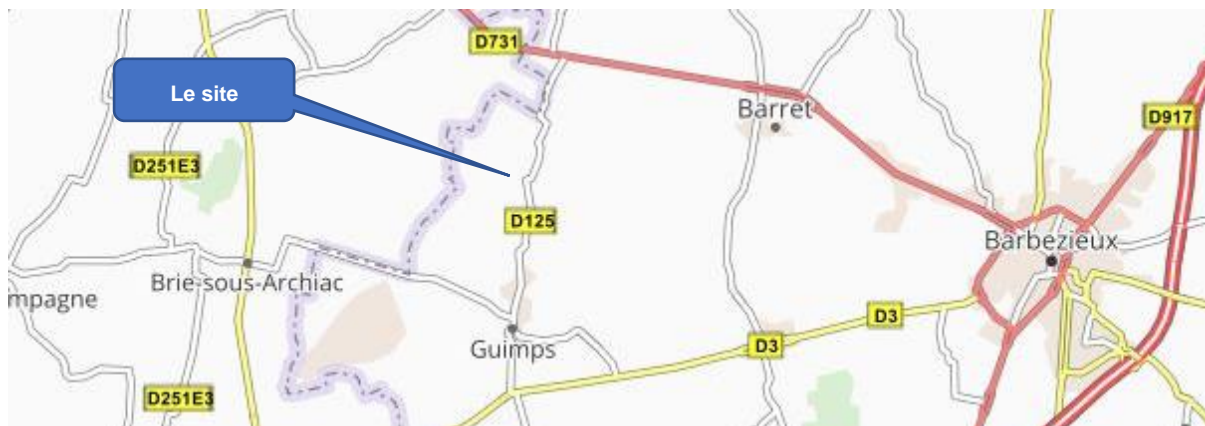 D731
Le site
Barret
D917
D251E3
D125
Barbezieux
Brie-sous-Archiac
mpagne
D3
D3
Guimps
D251E3